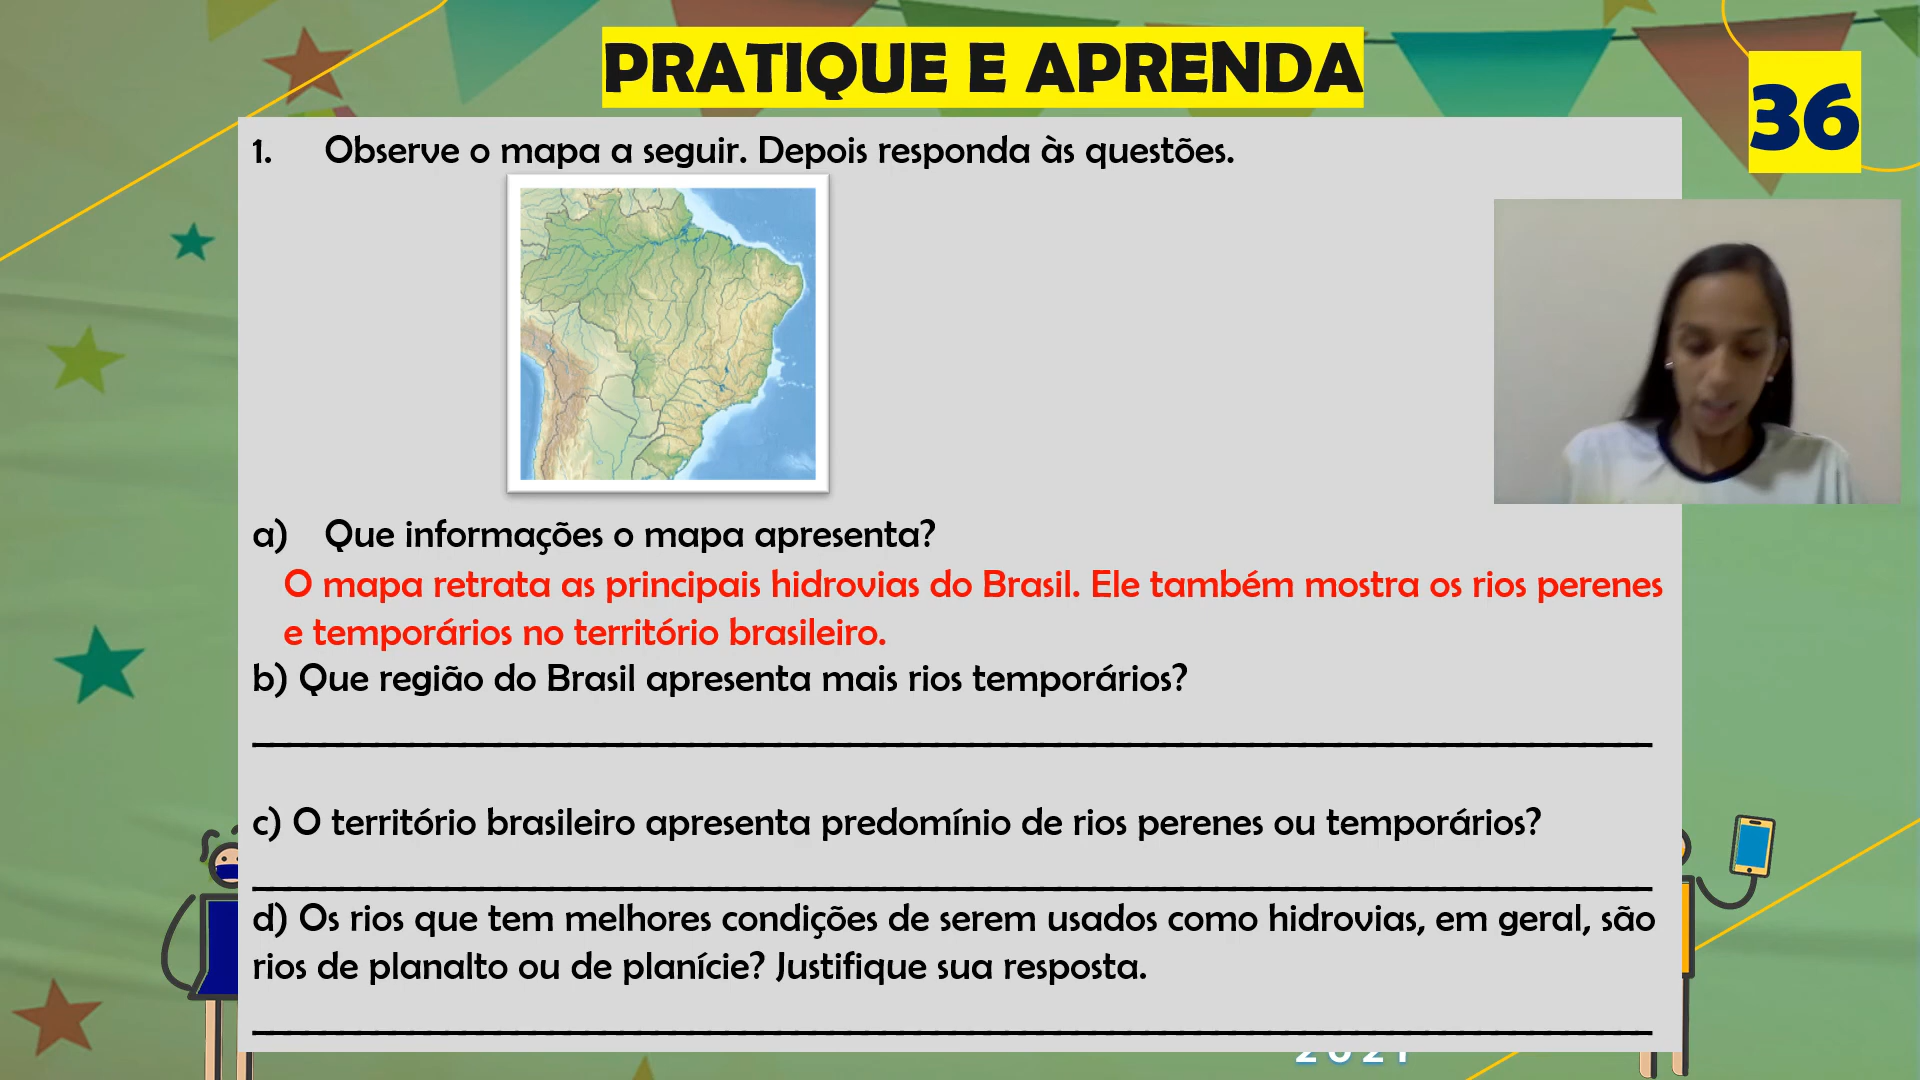 PRATIQUE E APRENDA
36
1. Observe o mapa a seguir. Depois responda às questões.
a) Que informações o mapa apresenta?
O mapa retrata as principais hidrovias do Brasil. Ele também mostra os rios perenes
e temporários no território brasileiro.
b) Que região do Brasil apresenta mais rios temporários?
c) O território brasileiro apresenta predomínio de rios perenes ou temporários?
d) Os rios que tem melhores condições de serem usados como hidrovias, em geral, são
rios de planalto ou de planície? Justifique sua resposta.
2021